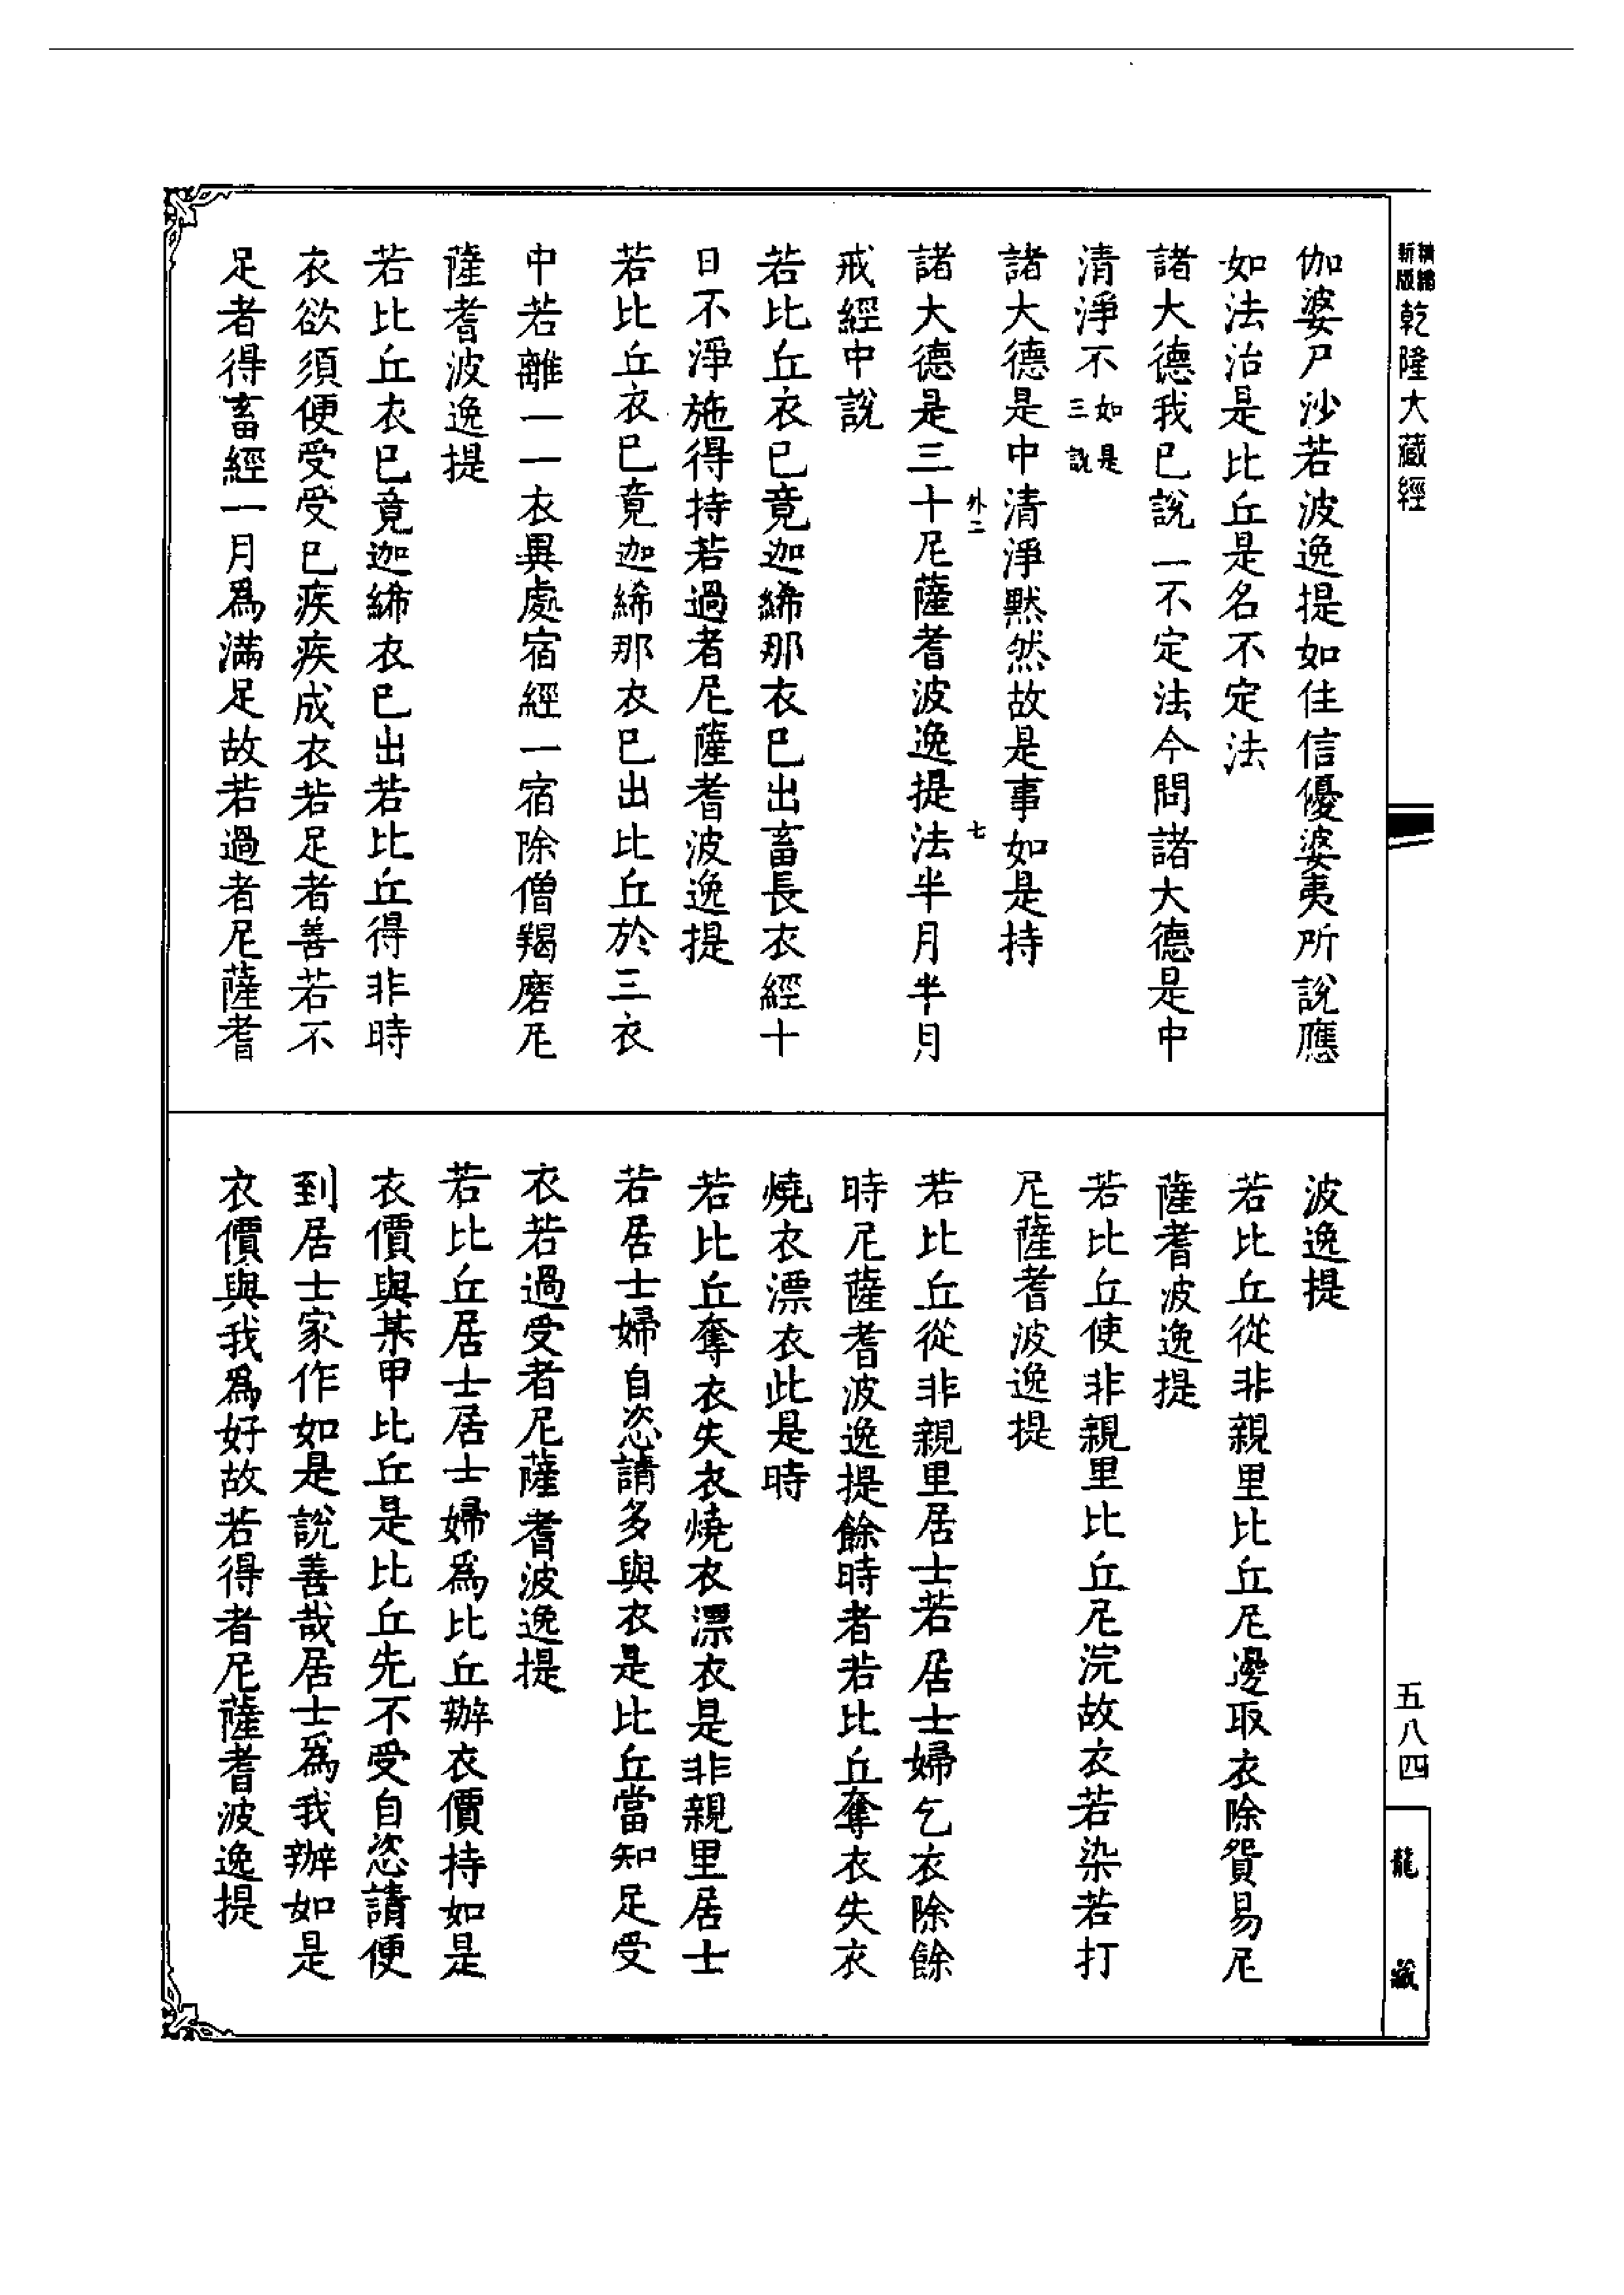 精縮新版
乾隆大藏經
伽婆尸沙若波逸提如住信優婆夷所說應
如法治是比丘是名不定法
諸大德我已說二不定法今問諸大德是中
清淨不如是三說
諸大德是中清淨默然故是事如是持
外二
七
諸大德是三十尼薩耆波逸提法半月半月
戒經中說
若比丘衣已竟迦絺那衣已出畜長衣經十
日不淨施得持若過者尼薩耆波逸提
若比丘衣已竟迦絺那衣已出比丘於三衣
中若離一一衣異處宿經一宿除僧羯磨尼
薩耆波逸提
若比丘衣已竟迦絺衣已出若比丘得非時
衣欲須便受受已疾疾成衣若足者善若不
足者得畜經一月為滿足故若過者尼薩耆
波逸提
若比丘從非親里比丘尼邊取衣除貿易尼
薩耆波逸提
若比丘使非親里比丘尼浣故衣若染若打
尼薩耆波逸提
若比丘從非親里居士若居士婦乞衣除餘
時尼薩耆波逸提餘時者若比丘奪衣失衣
燒衣漂衣此是時
若比丘奪衣失衣燒衣漂衣是非親里居士
若居士婦自恣請多與衣是比丘當知足受
衣若過受者尼薩耆波逸提
若比丘居士居士婦為比丘辦衣價持如是
衣價與某甲比丘是比丘先不受自恣請便
到居士家作如是說善哉居士為我辦如是
衣價與我為好故若得者尼薩耆波逸提
五八四
龍藏